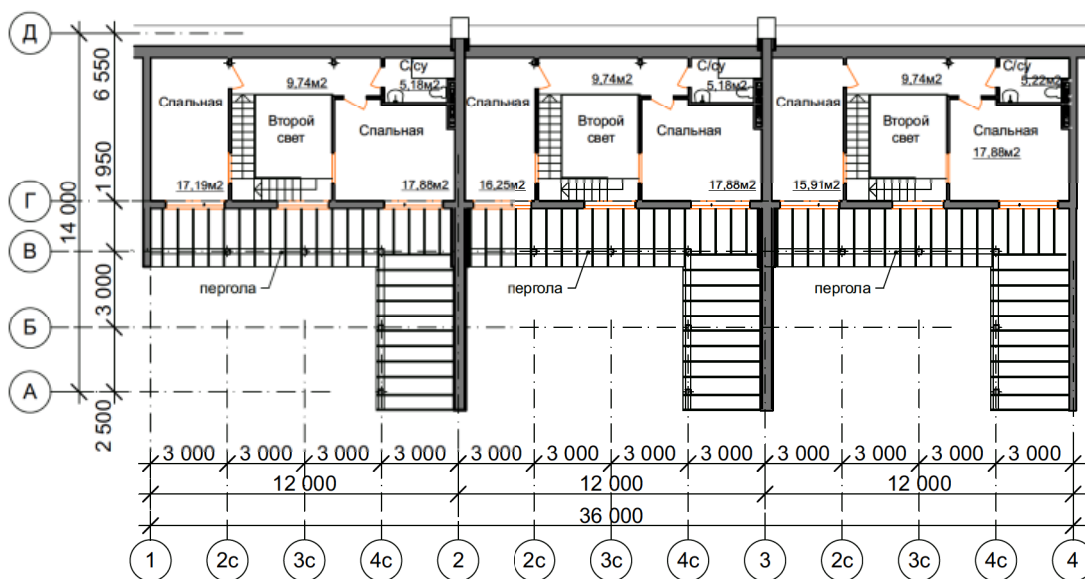 Д
6 550
С/су
С/су
С/су
9,74м2
5,18м2
9,74м2
5,18м2
9,74м2
5,22м2
Спальная
Второй
свет
Спальная
Спальная
Второй
свет
Спальная
Спальная
Второй
свет
Спальная
17,88м2
1 950
17,19м2
17,88м2
16,25м2
17,88м2
15,91м2
Г
14 000
В
3 000
пергола
пергола
пергола
Б
А
2 500
3 000 3 000 3 000 3 000 3 000 3 000 3 000 3 000 3 000 3 000 3 000 3 000
12 000 12 000 12 000
36 000
1 2с 3с 4с 2 2с 3с 4с 3 2с 3с 4с 4